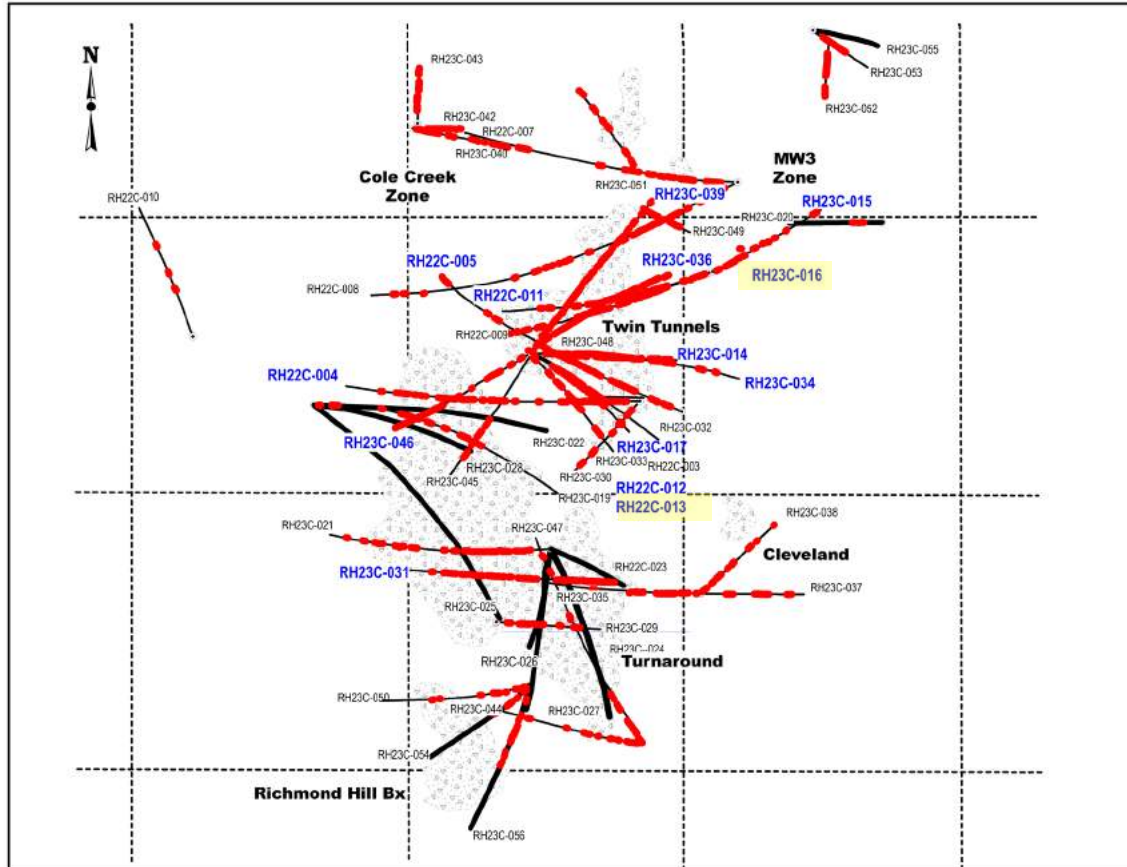 N
RH23C-043
RH23C-055
RH23C-053
RH23C-052
RH23C-042
RH22C-007
RH23C-040
MW3
Zone
Cole Creek
Zone
RH23C-051
RH23C-039
RH22C-010
RH23C-015
RH23C-020
RH23C-049
RH22C-005
RH23C-036
RH23C-016
RH22C-008
RH22C-011
Twin Tunnels
RH22C-009
RH23C-048
RH23C-014
RH22C-004
RH23C-034
RH23C-032
RH23C-046
RH23C-022
RH23C-017
RH23C-033
RH23C-028
RH22C-003
RH23C-045
RH23C-030
RH22C-012
RH23C-019
RH22C-013
RH23C-038
RH23C-021
RH23C-047
Cleveland
RH23C-031
RH22C-023
RH23C-037
RH23C-025
RH23C-035
RH23C-029
RH23C-024
RH23C-026
Turnaround
RH23C-050
RH23C-044
RH23C-027
RH23C-054
Richmond Hill Bx
RH23C-056